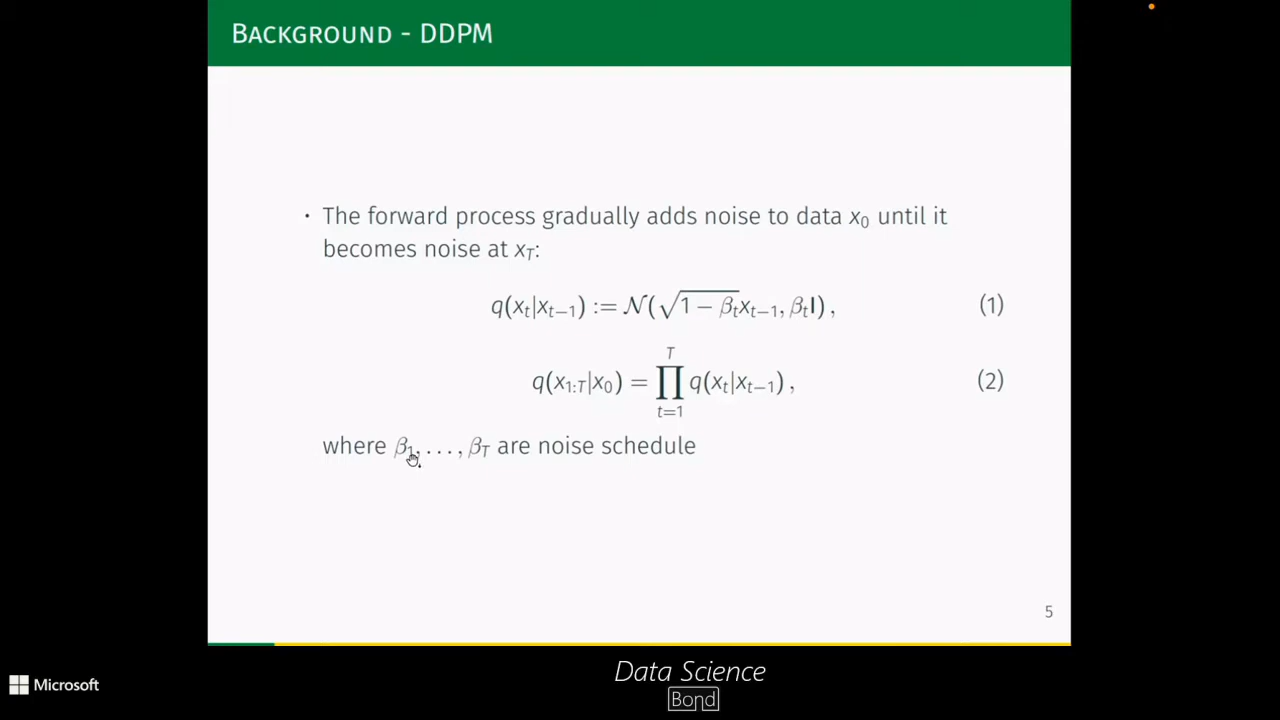 BACKGROUND - DDPM
· The forward process gradually adds noise to data x₀ until it
becomes noise at x_T:
q(x_t|x_{t−1}) := 𝒩(√(1 − β_t)x_{t−1}, β_tI) , (1)
q(x_{1:T}|x₀) = ∏_{t=1}^{T} q(x_t|x_{t−1}) , (2)
where β₁, . . . , β_T are noise schedule
5
Microsoft
Data Science
Bond